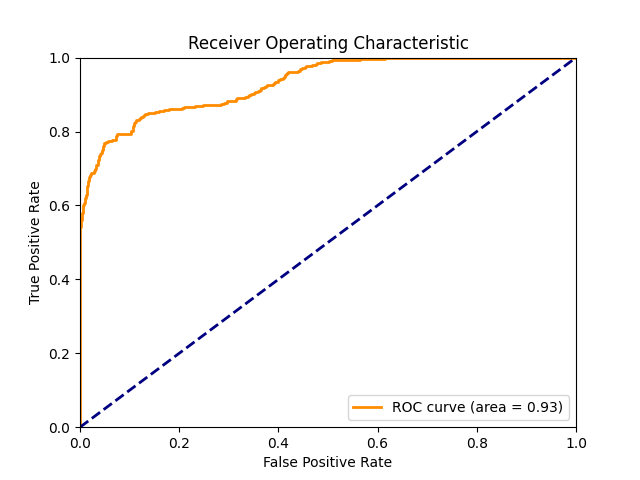 Receiver Operating Characteristic
1.0
0.8
0.6
0.4
0.2
0.0
True Positive Rate
ROC curve (area = 0.93)
0.0 0.2 0.4 0.6 0.8 1.0
False Positive Rate